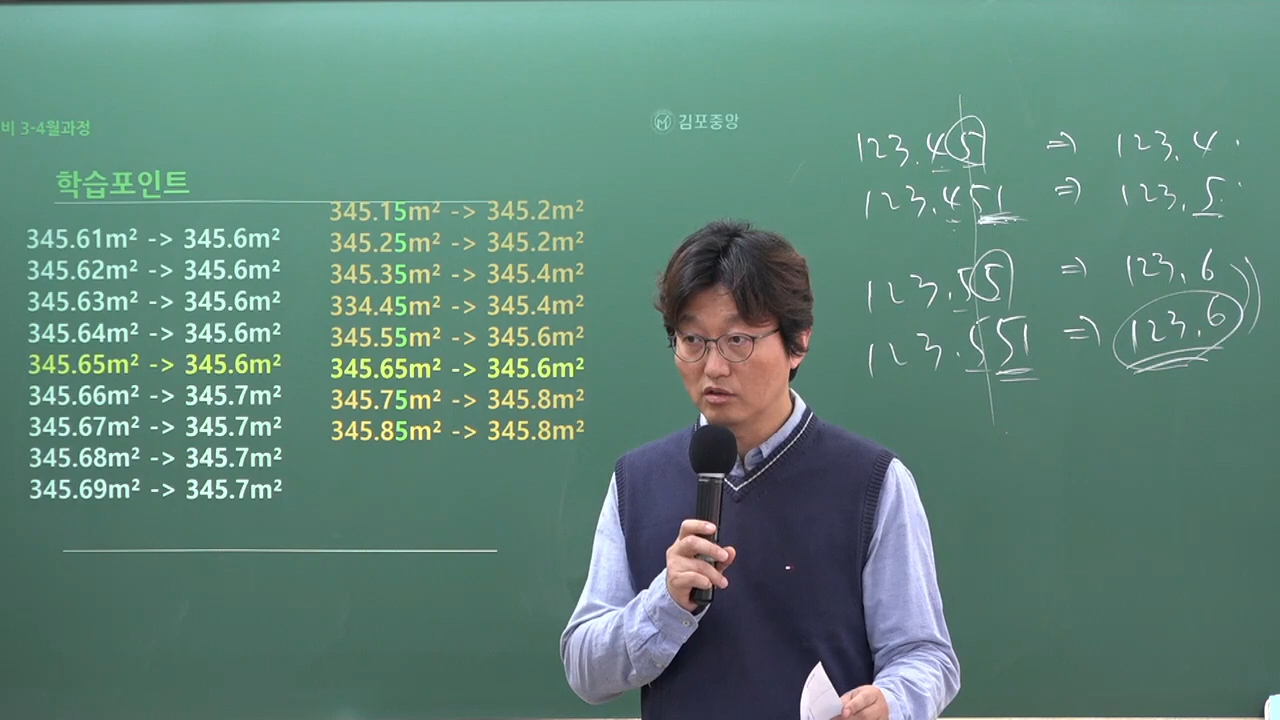 비 3-4월과정
김포중앙
학습포인트
345.61m² -> 345.6m²
345.62m² -> 345.6m²
345.63m² -> 345.6m²
345.64m² -> 345.6m²
345.65m² -> 345.6m²
345.66m² -> 345.7m²
345.67m² -> 345.7m²
345.68m² -> 345.7m²
345.69m² -> 345.7m²
345.15m² -> 345.2m²
345.25m² -> 345.2m²
345.35m² -> 345.4m²
334.45m² -> 345.4m²
345.55m² -> 345.6m²
345.65m² -> 345.6m²
345.75m² -> 345.8m²
345.85m² -> 345.8m²
123.45 ⇒ 123.4
123.451 ⇒ 123.5
123.55 ⇒ 123.6
123.551 ⇒ 123.6